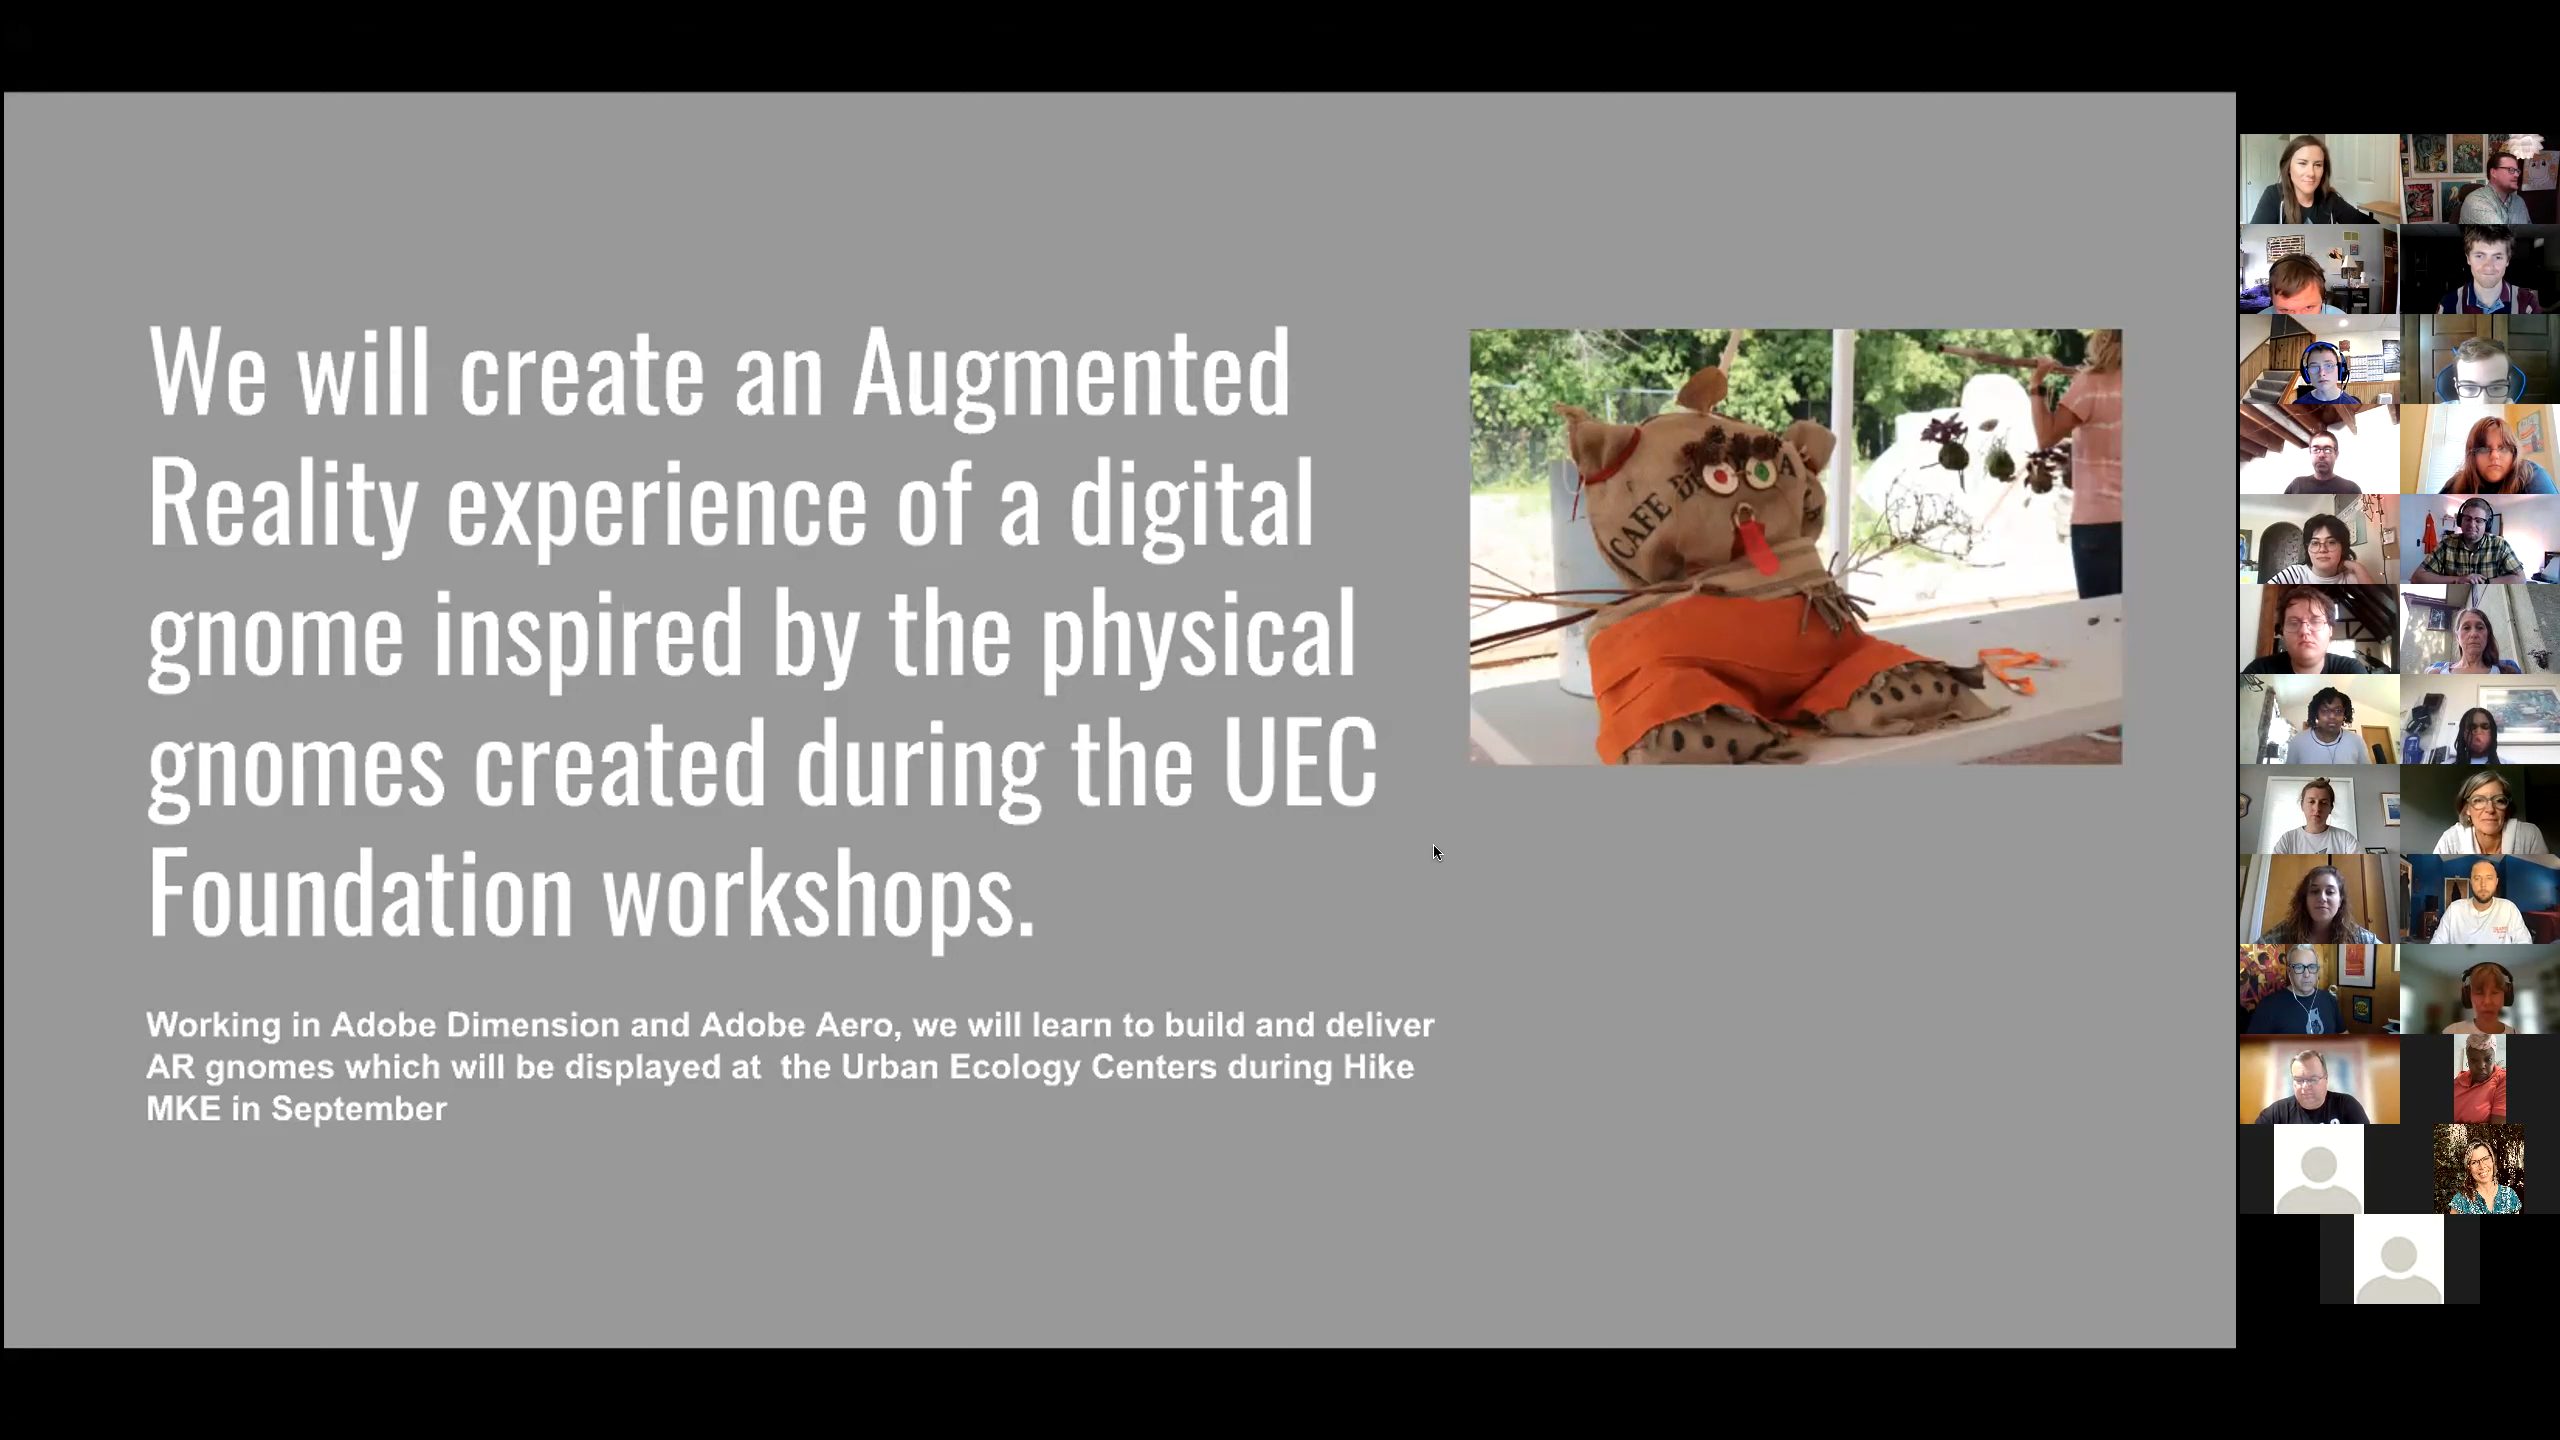 We will create an Augmented
Reality experience of a digital
gnome inspired by the physical
gnomes created during the UEC
Foundation workshops.
CAFE
Working in Adobe Dimension and Adobe Aero, we will learn to build and deliver
AR gnomes which will be displayed at  the Urban Ecology Centers during Hike
MKE in September